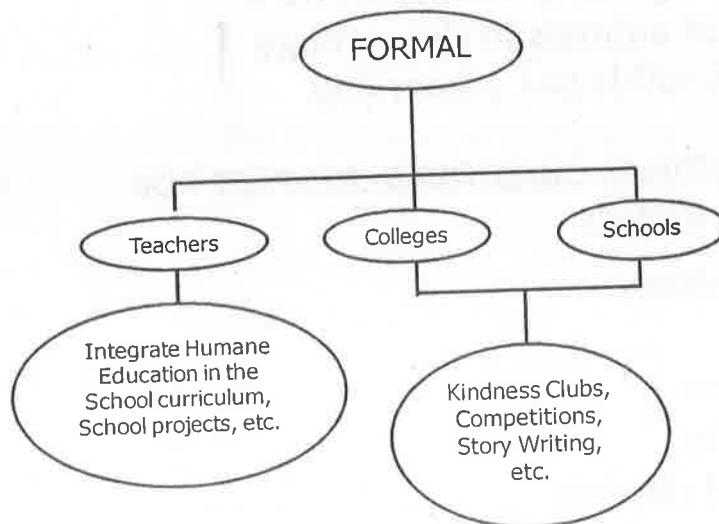 FORMAL
Teachers
Colleges
Schools
Integrate Humane
Education in the
School curriculum,
School projects, etc.
Kindness Clubs,
Competitions,
Story Writing,
etc.